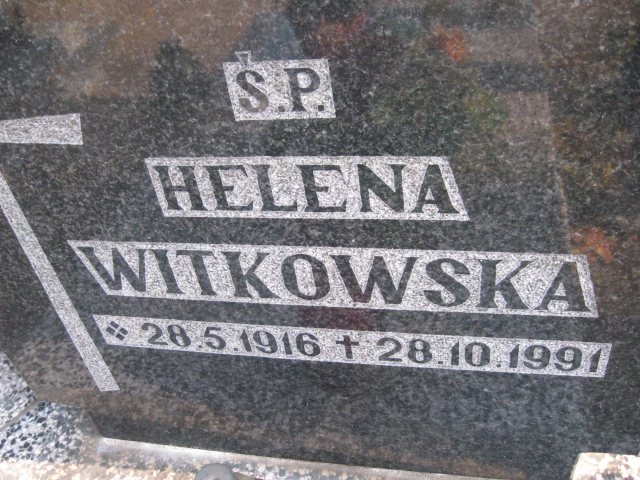 Ś.P.
HELENA
WITKOWSKA
28.5.1916 ✝ 28.10.1991